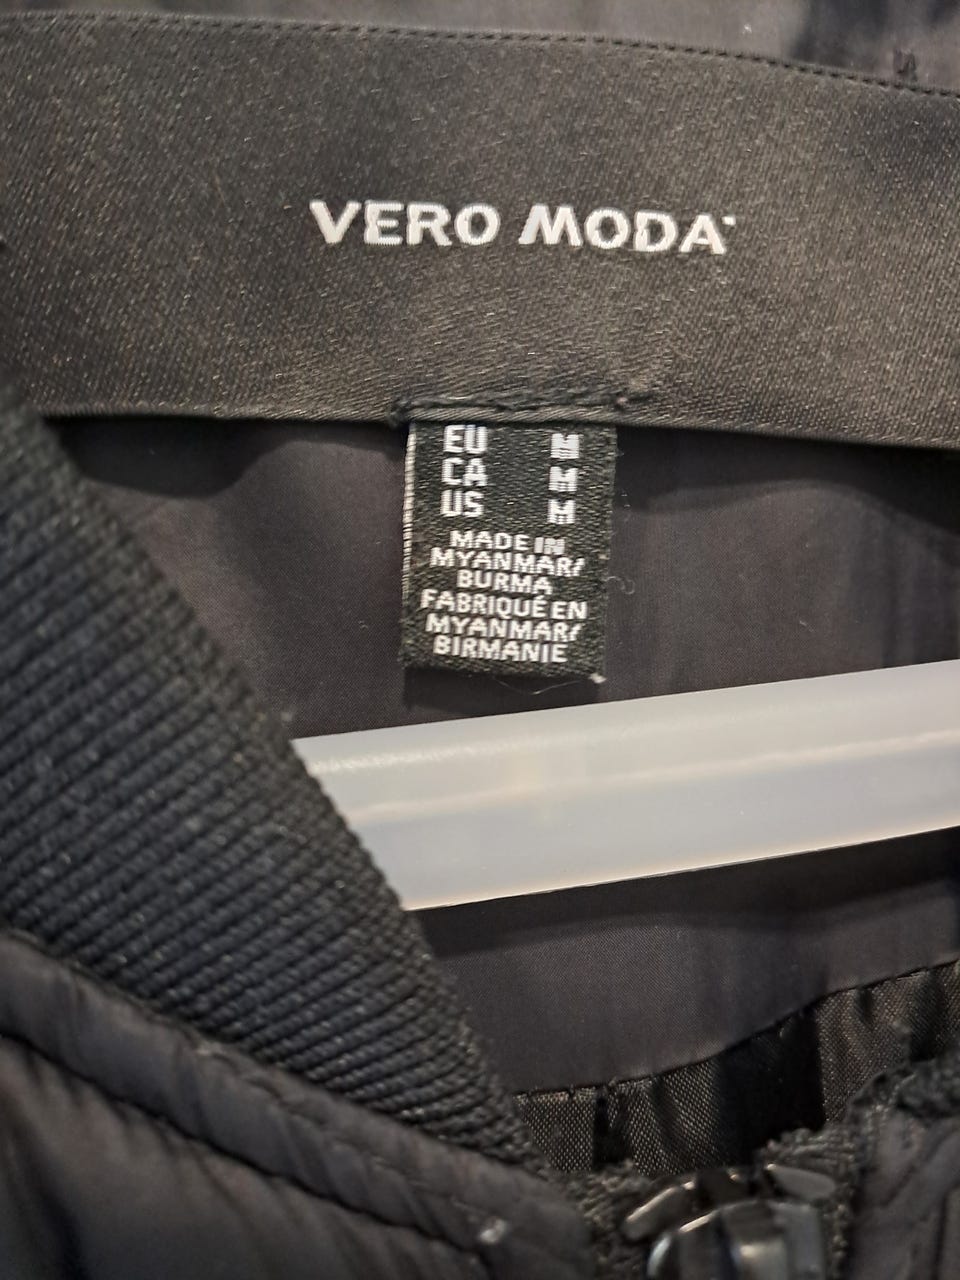 VERO MODA
EU M
CA M
US M
MADE IN
MYANMAR/
BURMA
FABRIQUÉ EN
MYANMAR/
BIRMANIE